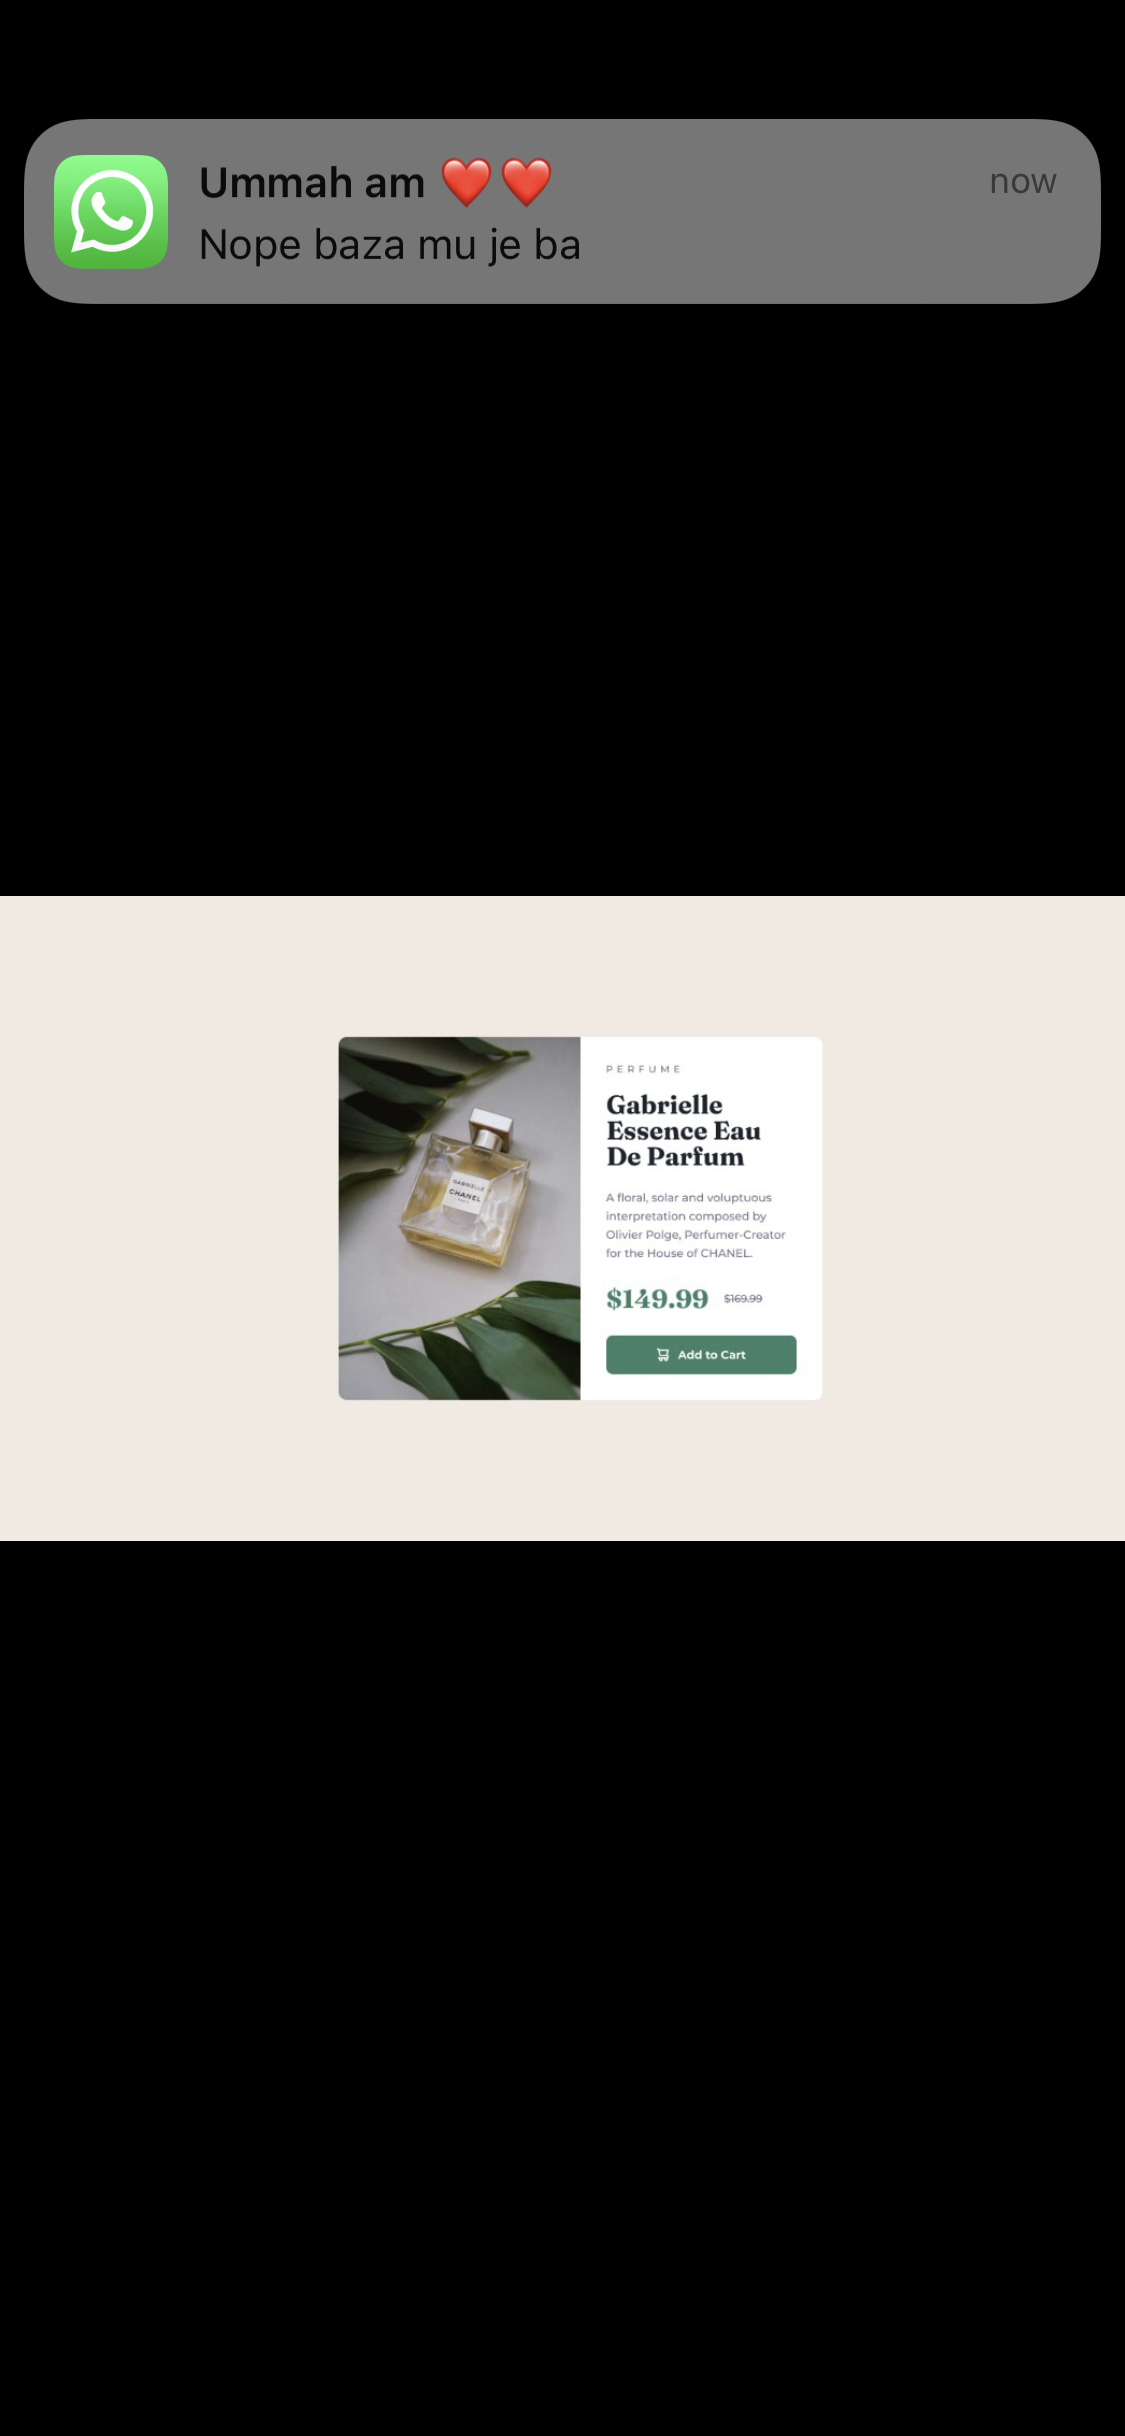 Ummah am ❤️❤️
now
Nope baza mu je ba
PERFUME
Gabrielle
Essence Eau
De Parfum
A floral, solar and voluptuous
interpretation composed by
Olivier Polge, Perfumer-Creator
for the House of CHANEL.
$149.99 $169.99
Add to Cart
GABRIELLE
CHANEL
PARIS